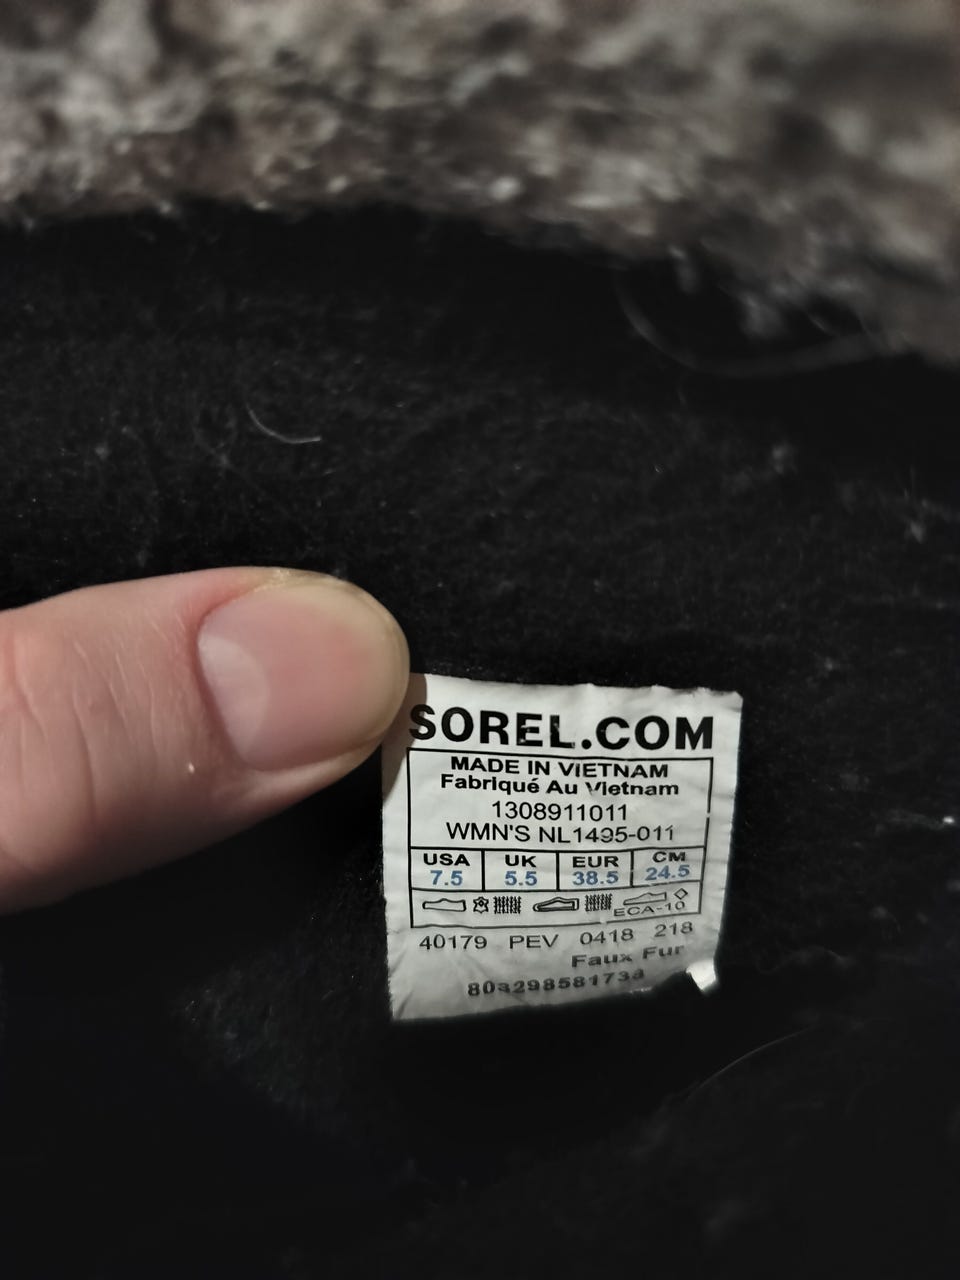 SOREL.COM
MADE IN VIETNAM
Fabriqué Au Vietnam
1308911011
WMN'S NL1495-011
USA UK EUR CM
7.5 5.5 38.5 24.5
ECA-10
40179 PEV 0418 218
Faux Fur